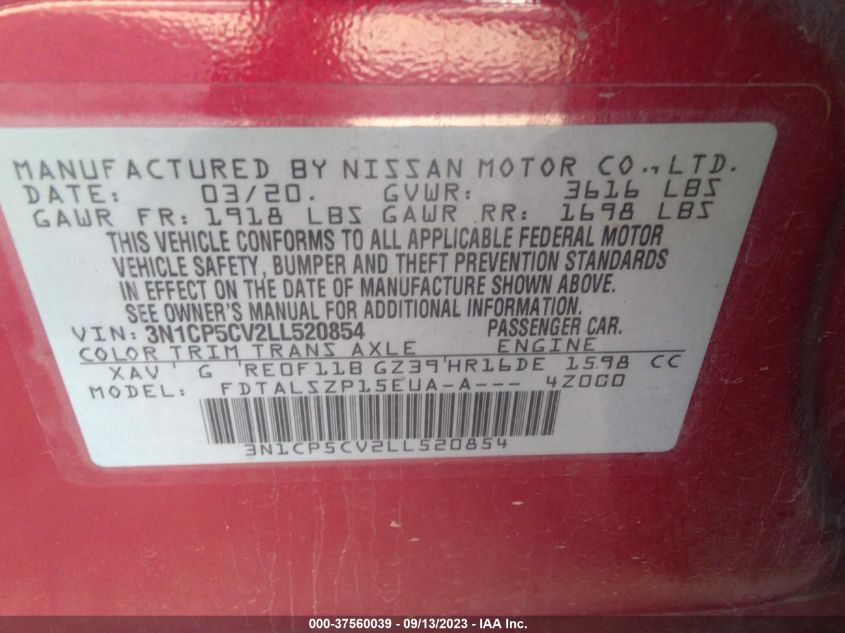 MANUFACTURED BY NISSAN MOTOR CO., LTD.
DATE: 03/20. GVWR: 3616 LBS
GAWR FR: 1918 LBS GAWR RR: 1698 LBS
THIS VEHICLE CONFORMS TO ALL APPLICABLE FEDERAL MOTOR
VEHICLE SAFETY, BUMPER AND THEFT PREVENTION STANDARDS
IN EFFECT ON THE DATE OF MANUFACTURE SHOWN ABOVE.
SEE OWNER'S MANUAL FOR ADDITIONAL INFORMATION.
VIN: 3N1CP5CV2LL520854 PASSENGER CAR.
COLOR TRIM TRANS AXLE ENGINE
XAV ' G ' RE0F11B GZ39'HR16DE 1598 CC
MODEL: FDTALSZP15EUA-A--- 4Z0G0
3N1CP5CV2LL520854
000-37560039 - 09/13/2023 - IAA Inc.